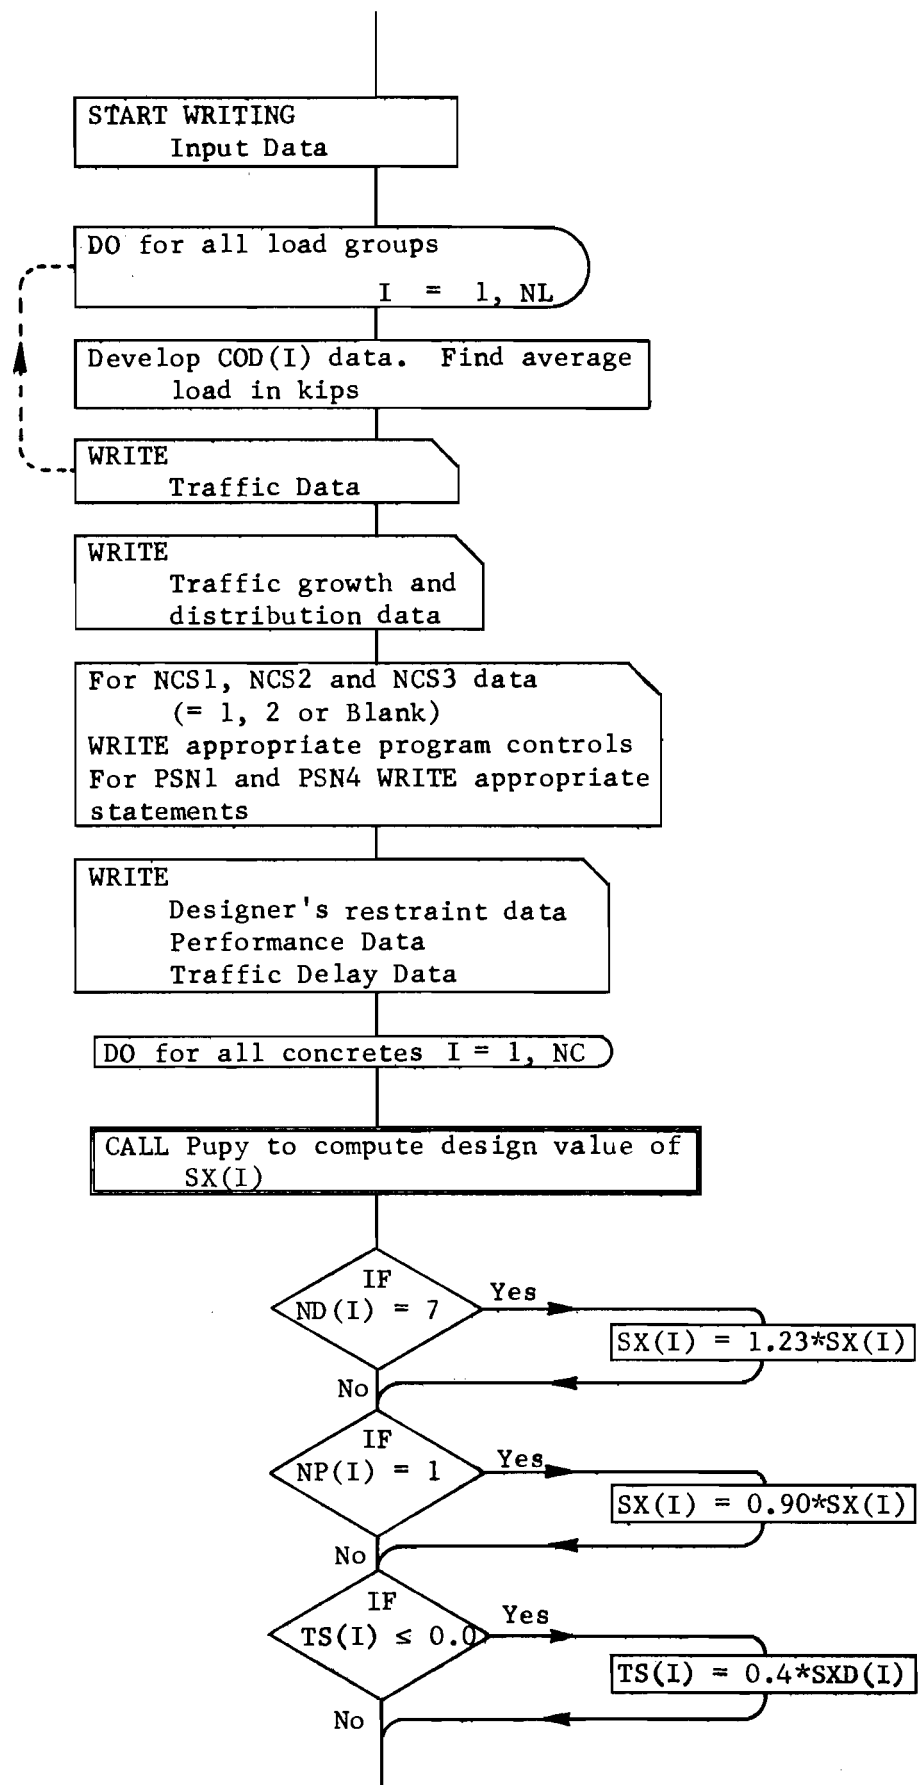 START WRITING
Input Data
DO for all load groups
I = 1, NL
Develop COD(I) data. Find average
load in kips
WRITE
Traffic Data
WRITE
Traffic growth and
distribution data
For NCS1, NCS2 and NCS3 data
(= 1, 2 or Blank)
WRITE appropriate program controls
For PSN1 and PSN4 WRITE appropriate
statements
WRITE
Designer's restraint data
Performance Data
Traffic Delay Data
DO for all concretes I = 1, NC
CALL Pupy to compute design value of
SX(I)
IF
ND(I) = 7
Yes
SX(I) = 1.23*SX(I)
No
IF
NP(I) = 1
Yes
SX(I) = 0.90*SX(I)
No
IF
TS(I) ≤ 0.0
Yes
TS(I) = 0.4*SXD(I)
No